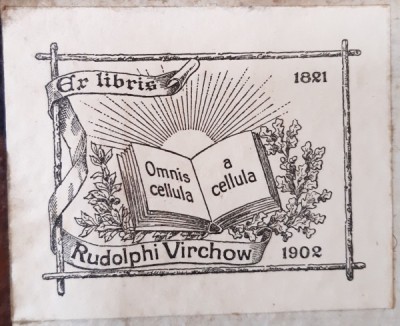 Ex libris
1821
Omnis
cellula
a
cellula
Rudolphi Virchow
1902